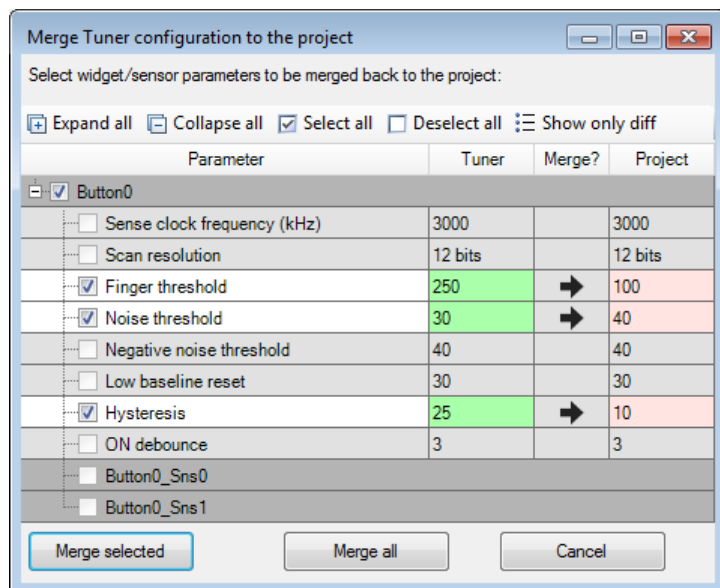 Merge Tuner configuration to the project
Select widget/sensor parameters to be merged back to the project:
Expand all Collapse all Select all Deselect all Show only diff
Parameter Tuner Merge? Project
Button0
Sense clock frequency (kHz) 3000 3000
Scan resolution 12 bits 12 bits
Finger threshold 250 100
Noise threshold 30 40
Negative noise threshold 40 40
Low baseline reset 30 30
Hysteresis 25 10
ON debounce 3 3
Button0_Sns0
Button0_Sns1
Merge selected Merge all Cancel